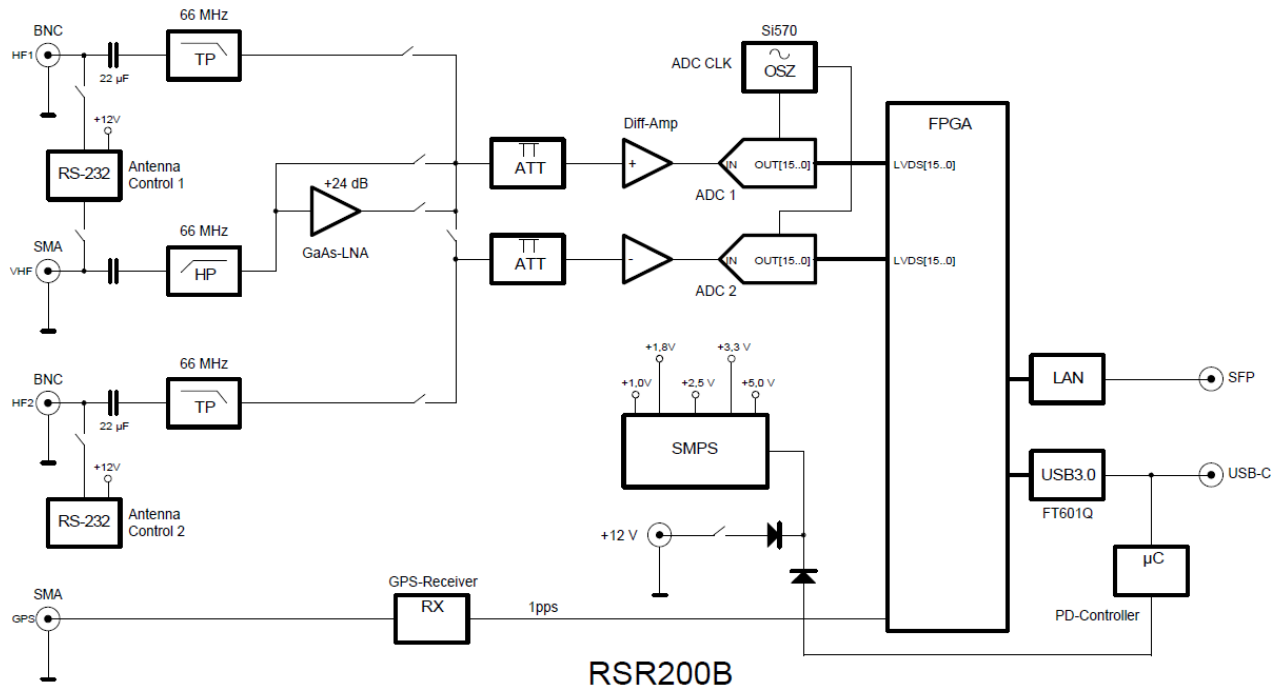 BNC
HF1
22 µF
66 MHz
TP
+12V
RS-232
Antenna
Control 1
SMA
VHF
66 MHz
HP
+24 dB
GaAs-LNA
BNC
HF2
22 µF
66 MHz
TP
+12V
RS-232
Antenna
Control 2
SMA
GPS
GPS-Receiver
RX
1pps
ATT
ATT
Diff-Amp
+
-
Si570
ADC CLK
OSZ
IN
OUT[15..0]
ADC 1
IN
OUT[15..0]
ADC 2
FPGA
LVDS[15..0]
LVDS[15..0]
+1,8V
+3,3 V
+1,0V
+2,5 V
+5,0 V
SMPS
+12 V
LAN
SFP
USB3.0
USB-C
FT601Q
µC
PD-Controller
RSR200B